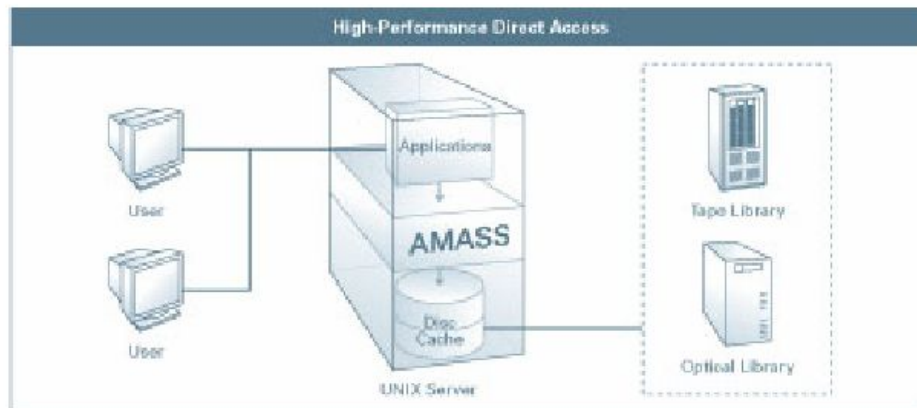 High-Performance Direct Access
Applications
User
Tape Library
AMASS
Disc
Cache
User
Optical Library
UNIX Server